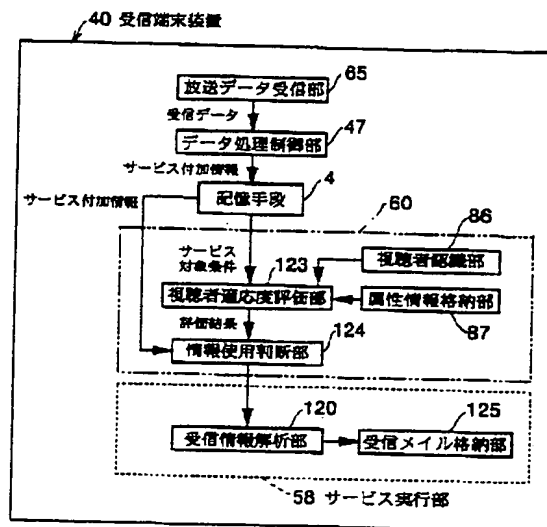 40 受信端末装置
65
放送データ受信部
受信データ
47
データ処理制御部
サービス付加情報
4
サービス付加情報
記憶手段
60
86
サービス
対象条件
123
視聴者認識部
視聴者適応度評価部
属性情報格納部
評価結果
124
87
情報使用判断部
120
125
受信情報解析部
受信メイル格納部
58 サービス実行部